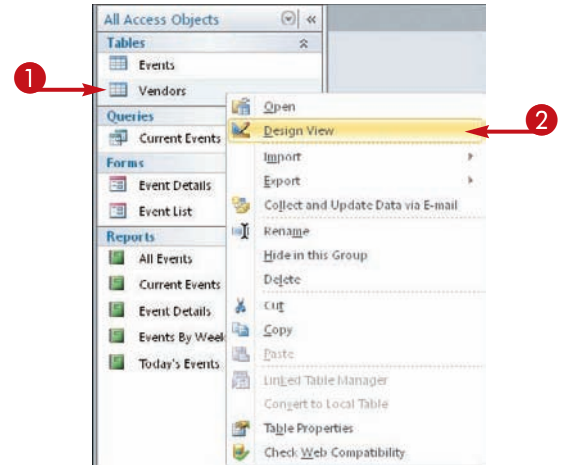 All Access Objects
Tables
Events
1
Vendors
Queries
Current Events
Forms
Event Details
Event List
Reports
All Events
Current Events
Event Details
Events By Week
Today's Events
Open
Design View
2
Import
Export
Collect and Update Data via E-mail
Rename
Hide in this Group
Delete
Cut
Copy
Paste
Linked Table Manager
Convert to Local Table
Table Properties
Check Web Compatibility